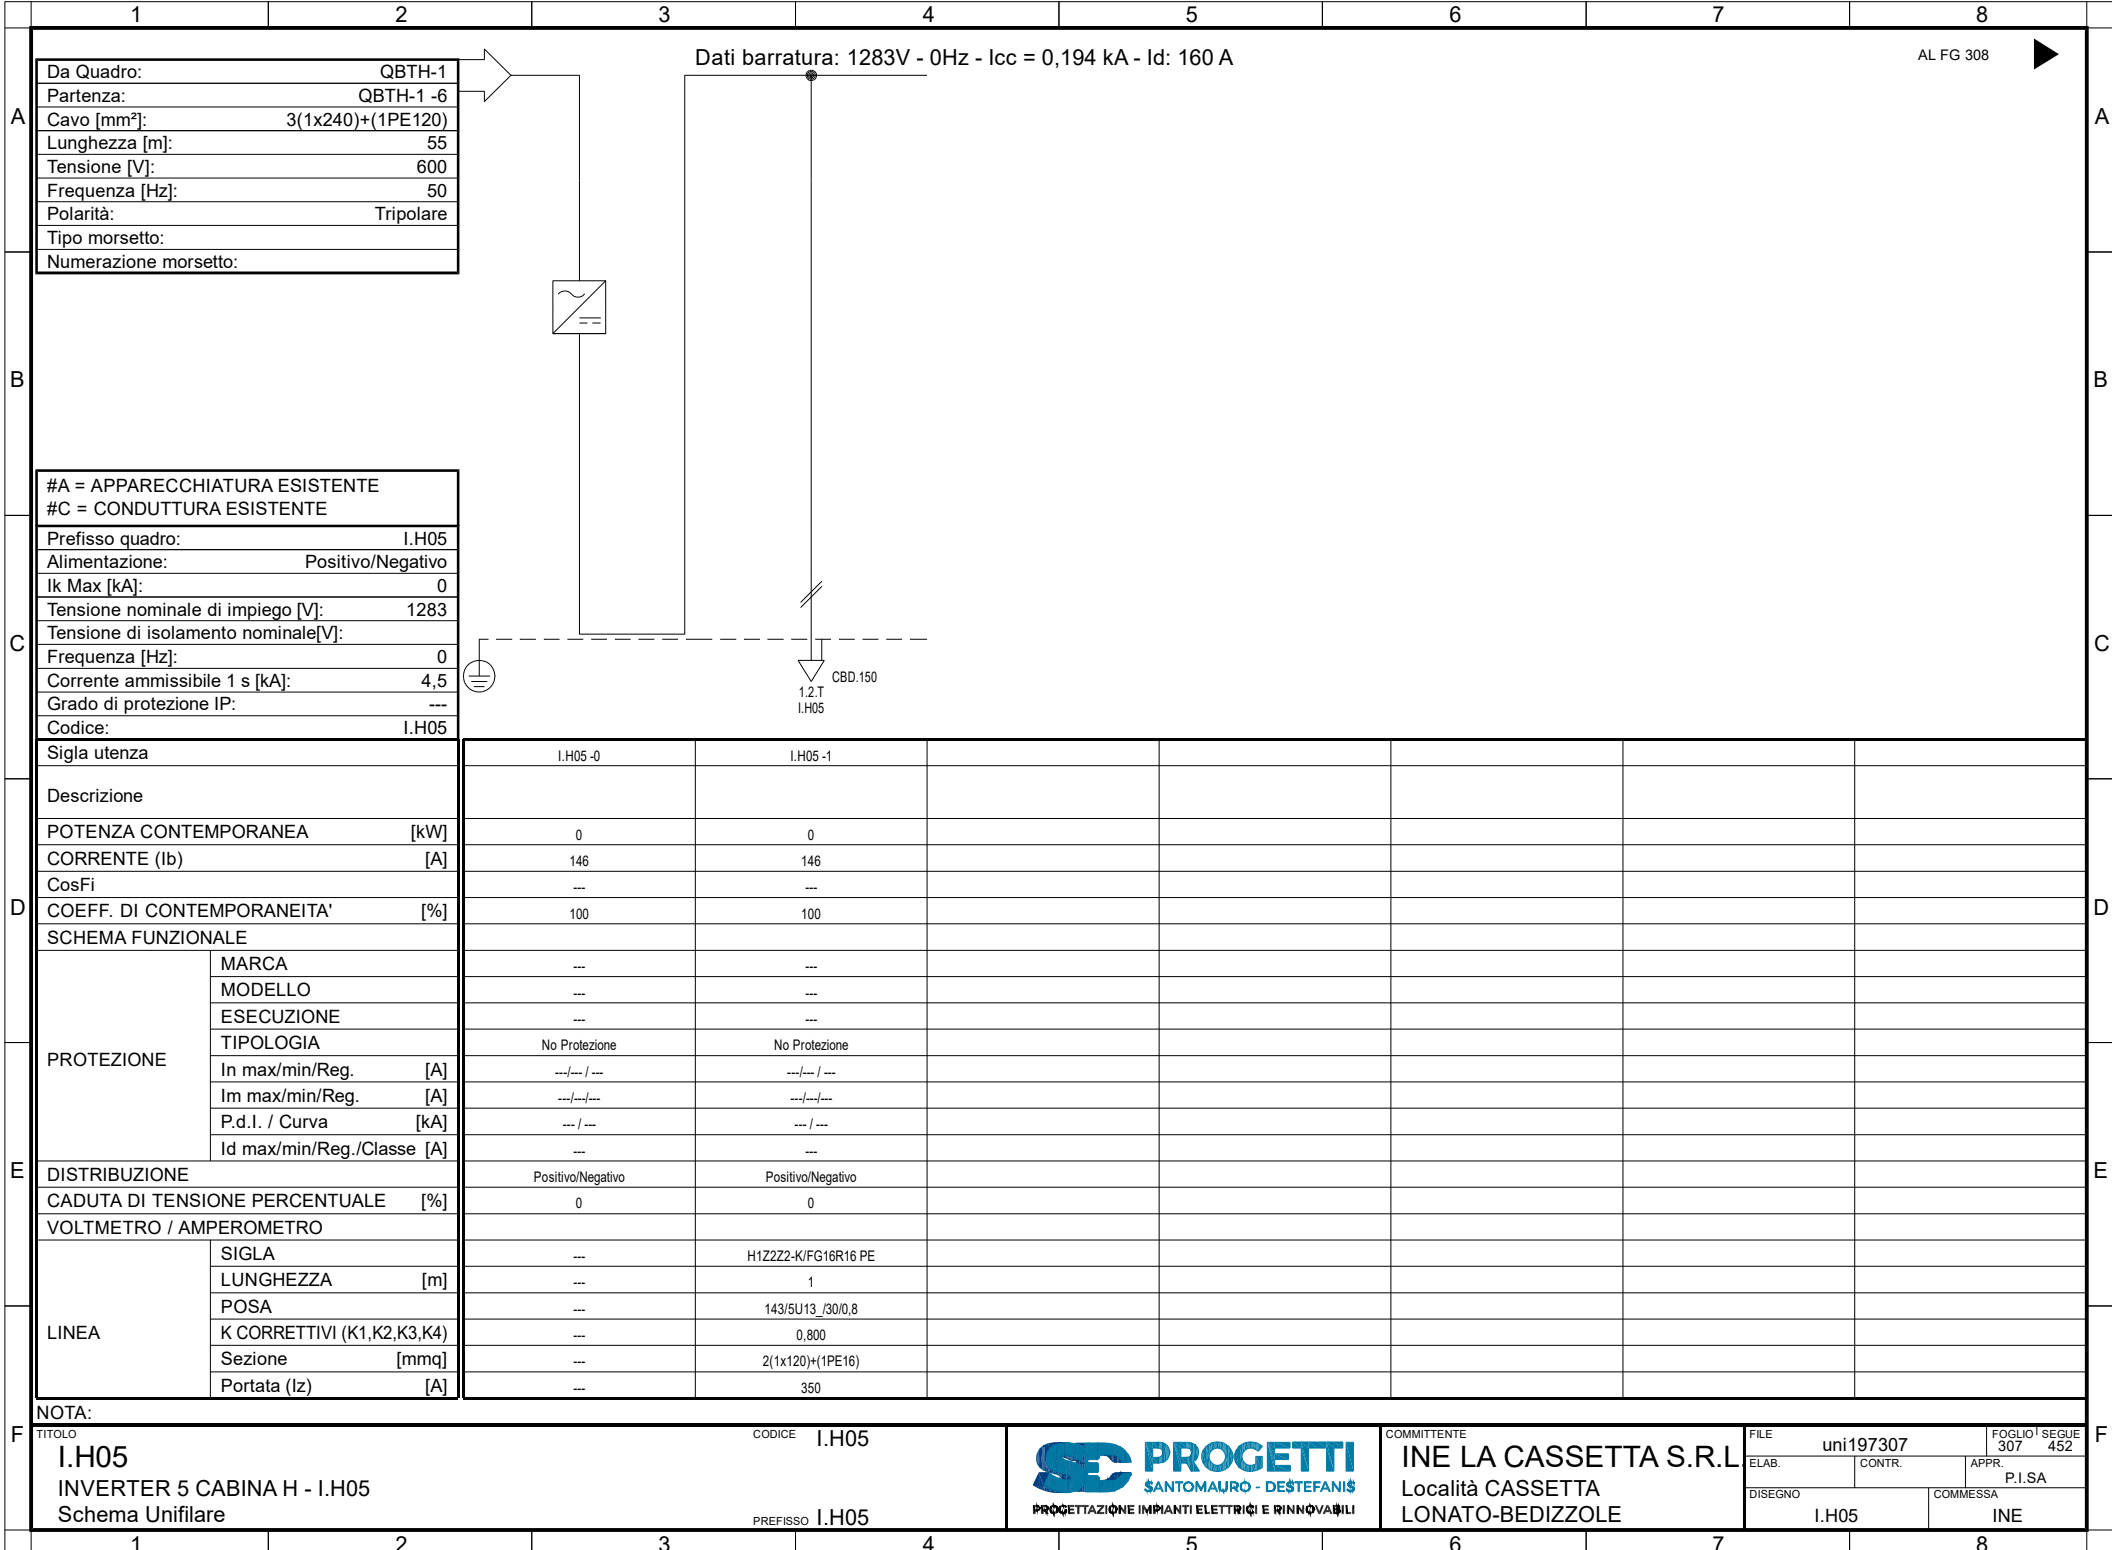 1 2 3 4 5 6 7 8
Dati barratura: 1283V - 0Hz - Icc = 0,194 kA - Id: 160 A
AL FG 308
Da Quadro: QBTH-1
Partenza: QBTH-1 -6
Cavo [mm²]: 3(1x240)+(1PE120)
Lunghezza [m]: 55
Tensione [V]: 600
Frequenza [Hz]: 50
Polarità: Tripolare
Tipo morsetto:
Numerazione morsetto:
A A
B B
#A = APPARECCHIATURA ESISTENTE
#C = CONDUTTURA ESISTENTE
Prefisso quadro: I.H05
Alimentazione: Positivo/Negativo
Ik Max [kA]: 0
Tensione nominale di impiego [V]: 1283
Tensione di isolamento nominale[V]:
Frequenza [Hz]: 0
Corrente ammissibile 1 s [kA]: 4,5
Grado di protezione IP: ---
Codice: I.H05
C C
CBD.150
1.2.T
I.H05
Sigla utenza I.H05 -0 I.H05 -1
Descrizione
POTENZA CONTEMPORANEA [kW] 0 0
CORRENTE (Ib) [A] 146 146
CosFi --- ---
D COEFF. DI CONTEMPORANEITA' [%] 100 100 D
SCHEMA FUNZIONALE
PROTEZIONE
MARCA --- ---
MODELLO --- ---
ESECUZIONE --- ---
TIPOLOGIA No Protezione No Protezione
In max/min/Reg. [A] ---/--- / --- ---/--- / ---
Im max/min/Reg. [A] ---/---/--- ---/---/---
P.d.I. / Curva [kA] --- / --- --- / ---
Id max/min/Reg./Classe [A] --- ---
E DISTRIBUZIONE Positivo/Negativo Positivo/Negativo E
CADUTA DI TENSIONE PERCENTUALE [%] 0 0
VOLTMETRO / AMPEROMETRO
LINEA
SIGLA --- H1Z2Z2-K/FG16R16 PE
LUNGHEZZA [m] --- 1
POSA --- 143/5U13_/30/0,8
K CORRETTIVI (K1,K2,K3,K4) --- 0,800
Sezione [mmq] --- 2(1x120)+(1PE16)
Portata (Iz) [A] --- 350
NOTA:
F F
TITOLO
I.H05
INVERTER 5 CABINA H - I.H05
Schema Unifilare
CODICE I.H05
PREFISSO I.H05
PROGETTI
SANTOMAURO - DESTEFANIS
PROGETTAZIONE IMPIANTI ELETTRICI E RINNOVABILI
COMMITTENTE
INE LA CASSETTA S.R.L.
Località CASSETTA
LONATO-BEDIZZOLE
FILE uni197307
FOGLIO 307 SEGUE 452
ELAB. CONTR. APPR. P.I.SA
DISEGNO I.H05
COMMESSA INE
1 2 3 4 5 6 7 8